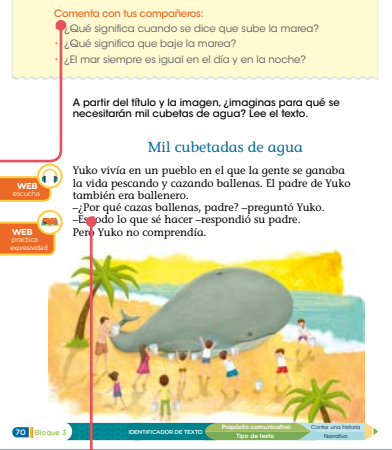 Comenta con tus compañeros:
¿Qué significa cuando se dice que sube la marea?
• ¿Qué significa que baje la marea?
• ¿El mar siempre es igual en el día y en la noche?
A partir del título y la imagen, ¿imaginas para qué se
necesitarán mil cubetas de agua? Lee el texto.
Mil cubetadas de agua
Yuko vivía en un pueblo en el que la gente se ganaba
la vida pescando y cazando ballenas. El padre de Yuko
también era ballenero.
–¿Por qué cazas ballenas, padre? –preguntó Yuko.
–Es todo lo que sé hacer –respondió su padre.
Pero Yuko no comprendía.
WEB
escucha
WEB
practica
expresividad
70 Bloque 3
IDENTIFICADOR DE TEXTO
Propósito comunicativo
Contar una historia
Tipo de texto
Narrativo